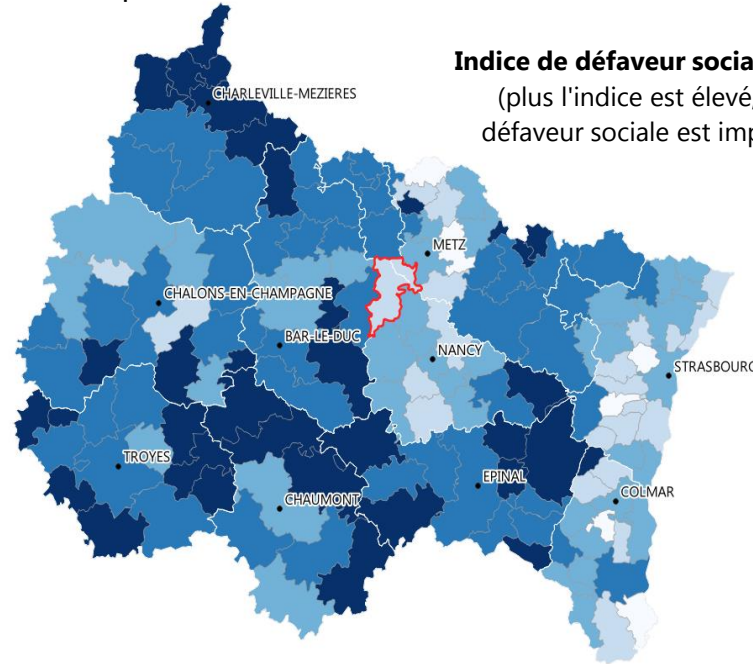 Indice de défaveur socia
(plus l'indice est élevé,
défaveur sociale est imp
CHARLEVILLE-MEZIERES
METZ
CHALONS-EN-CHAMPAGNE
BAR-LE-DUC
NANCY
STRASBOURG
TROYES
EPINAL
CHAUMONT
COLMAR